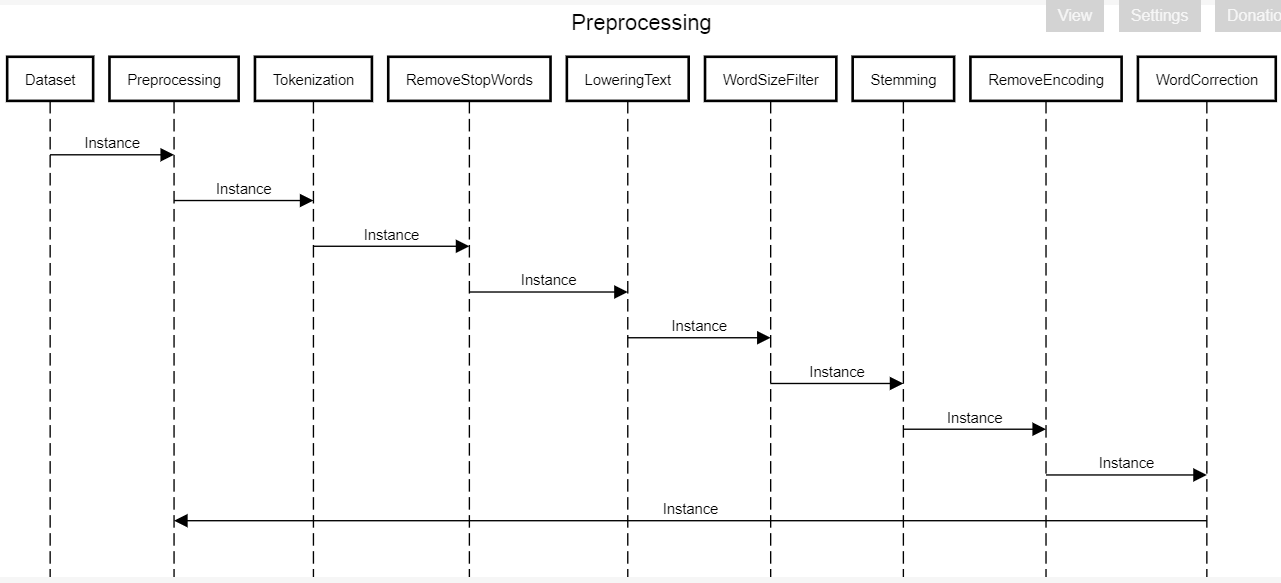 Preprocessing
View Settings Donatio
Dataset Preprocessing Tokenization RemoveStopWords LoweringText WordSizeFilter Stemming RemoveEncoding WordCorrection
Instance
Instance
Instance
Instance
Instance
Instance
Instance
Instance
Instance